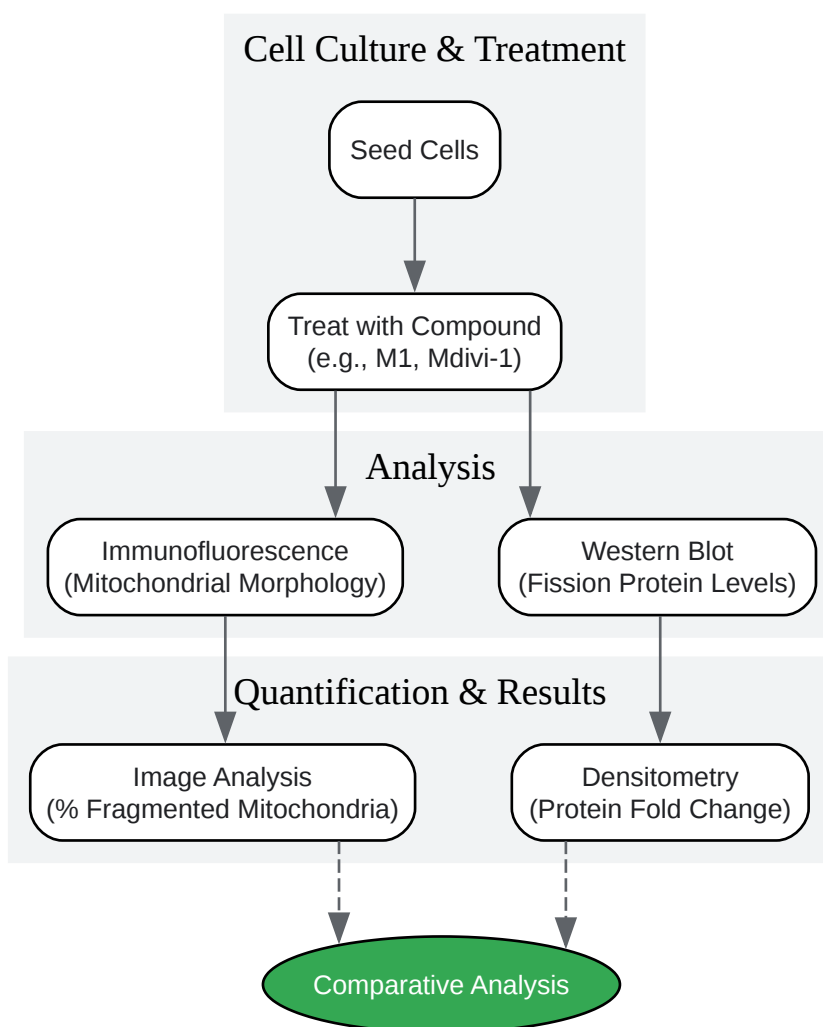 Cell Culture & Treatment
Seed Cells
Treat with Compound
(e.g., M1, Mdivi-1)
Analysis
Immunofluorescence
(Mitochondrial Morphology)
Western Blot
(Fission Protein Levels)
Quantification & Results
Image Analysis
(% Fragmented Mitochondria)
Densitometry
(Protein Fold Change)
Comparative Analysis